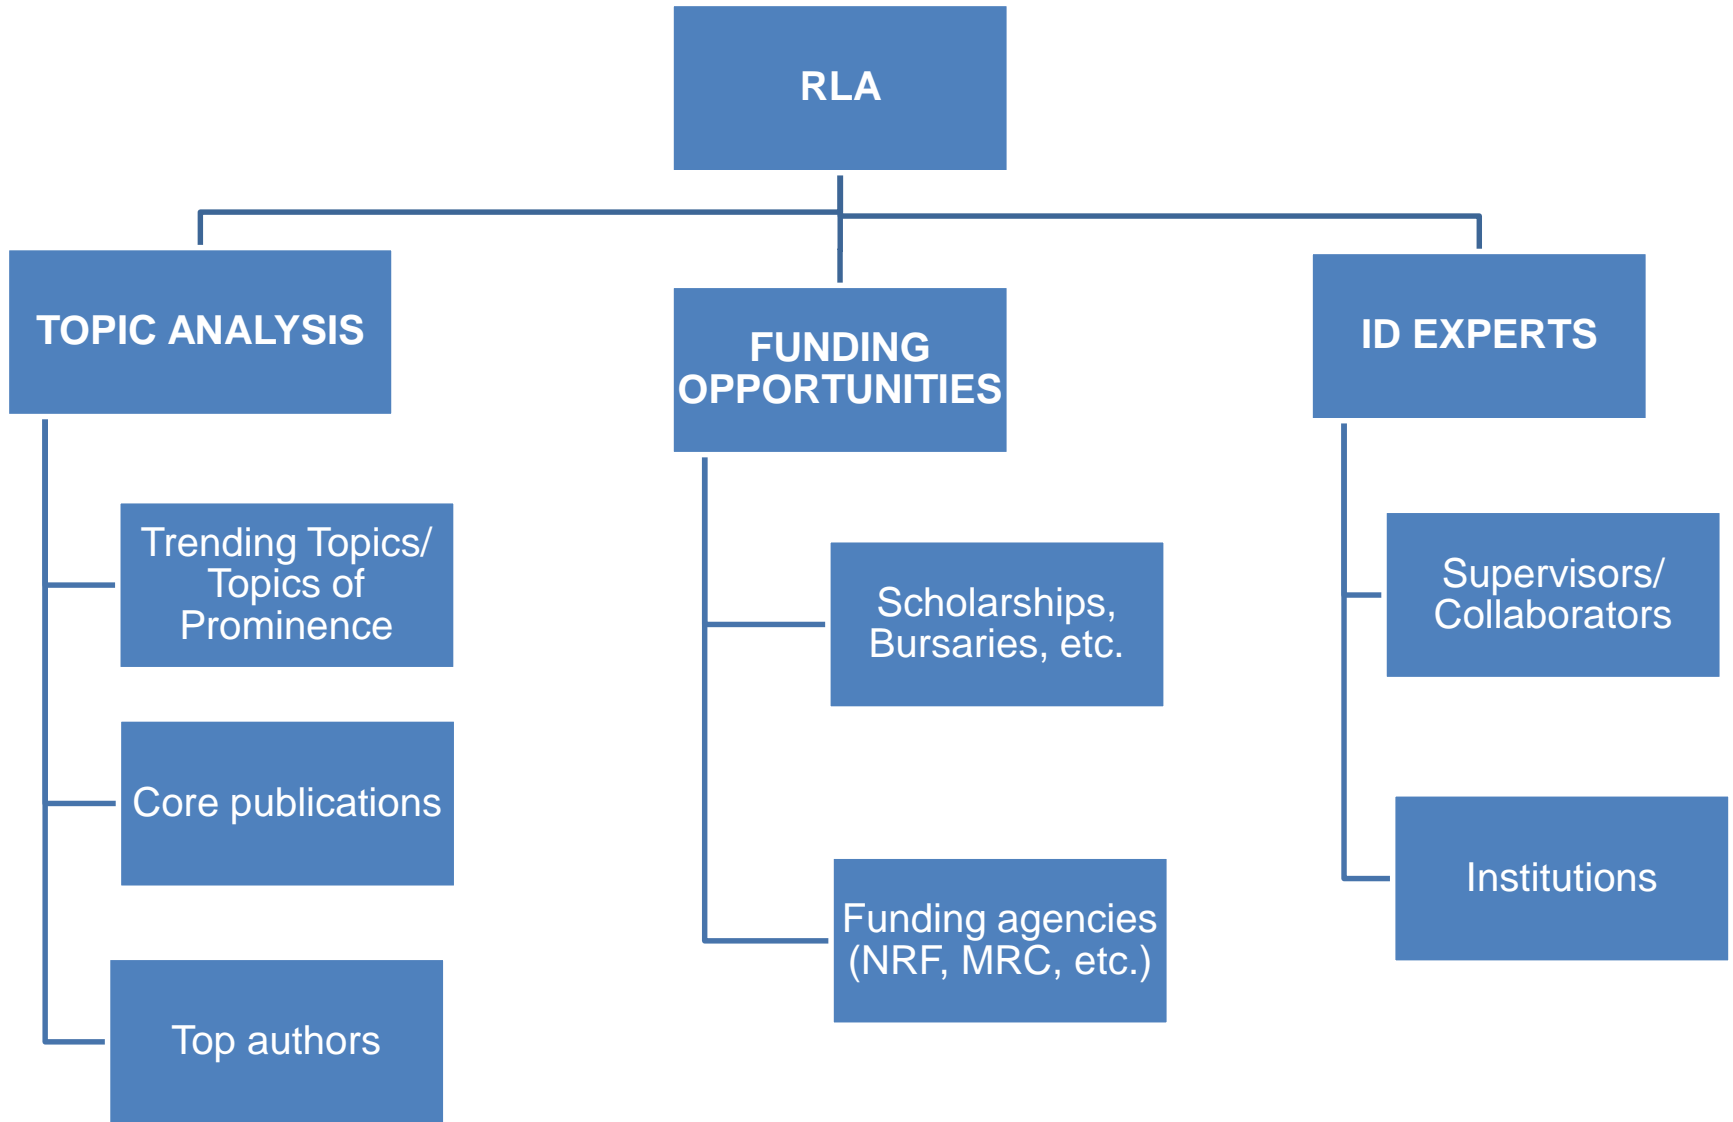 RLA
TOPIC ANALYSIS
Trending Topics/
Topics of
Prominence
Core publications
Top authors
FUNDING
OPPORTUNITIES
Scholarships,
Bursaries, etc.
Funding agencies
(NRF, MRC, etc.)
ID EXPERTS
Supervisors/
Collaborators
Institutions